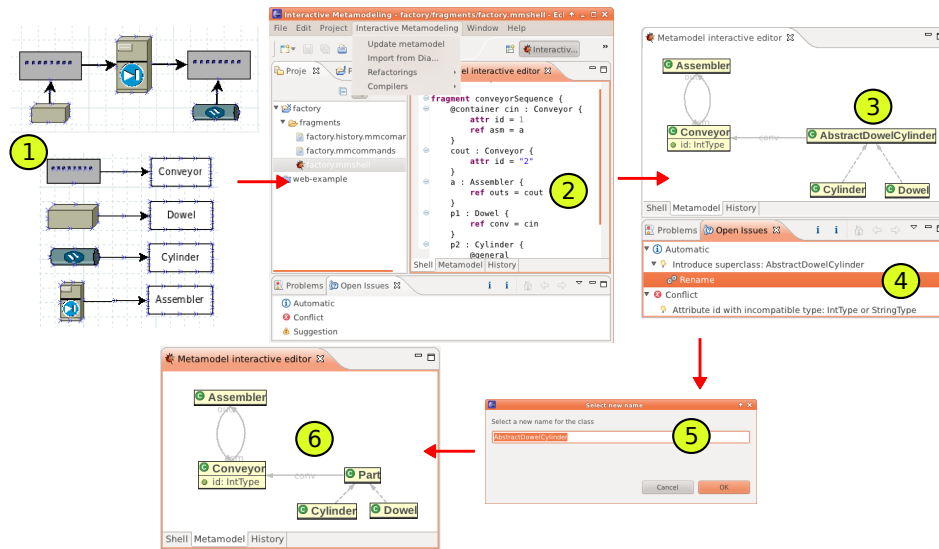 1
Conveyor
Dowel
Cylinder
Assembler
Interactive Metamodeling - factory/fragments/factory.mmshell - Ecl
File Edit Project Interactive Metamodeling Window Help
Update metamodel
Import from Dia...
Refactorings
Compilers
Interactiv...
»
Proje
el interactive editor
factory
fragments
factory.history.mmcomar
factory.mmcommands
factory.mmshell
web-example
fragment conveyorSequence {
@container cin : Conveyor {
attr id = 1
ref asm = a
}
cout : Conveyor {
attr id = "2"
}
a : Assembler {
ref outs = cout
}
p1 : Dowel {
ref conv = cin
}
p2 : Cylinder {
@general
2
Shell Metamodel History
Problems Open Issues
Automatic
Conflict
Suggestion
Metamodel interactive editor
Assembler
outs
asm
Conveyor
id: IntType
conv
3
AbstractDowelCylinder
Cylinder
Dowel
Shell Metamodel History
Problems Open Issues
Automatic
Introduce superclass: AbstractDowelCylinder
Rename
4
Conflict
Attribute id with incompatible type: IntType or StringType
Select new name
Select a new name for the class
AbstractDowelCylinder
5
Cancel OK
Metamodel interactive editor
Assembler
outs
asm
6
Conveyor
id: IntType
conv
Part
Cylinder
Dowel
Shell Metamodel History